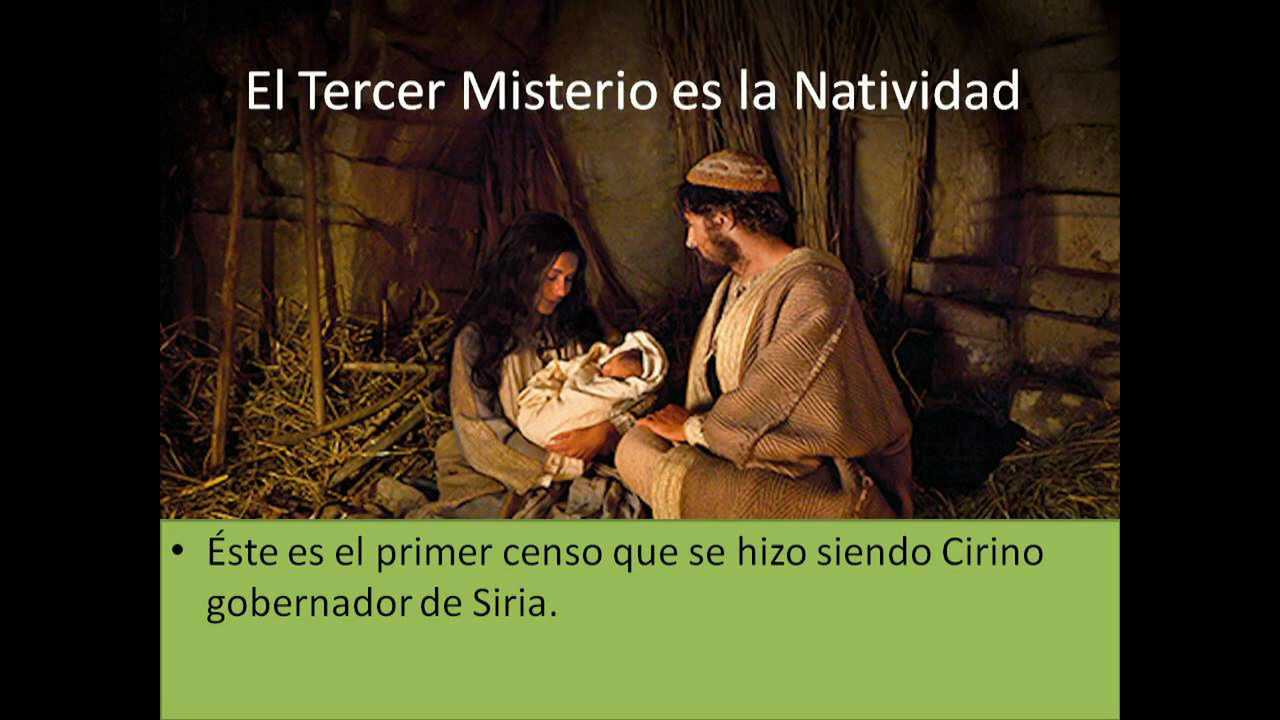 El Tercer Misterio es la Natividad
• Éste es el primer censo que se hizo siendo Cirino
gobernador de Siria.